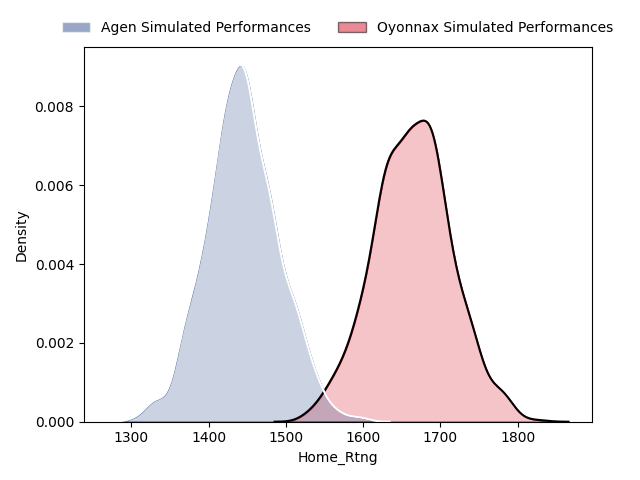 Agen Simulated Performances
Oyonnax Simulated Performances
Density
0.008
0.006
0.004
0.002
0.000
1300 1400 1500 1600 1700 1800
Home_Rtng